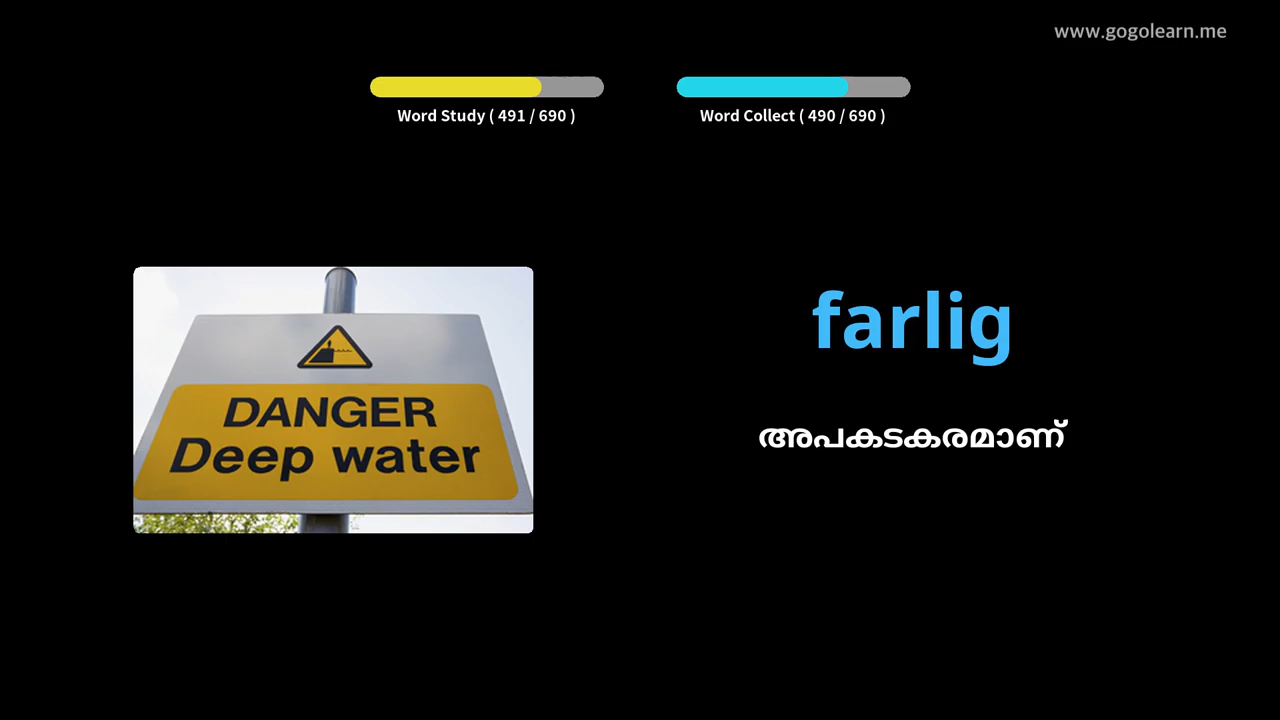 www.gogolearn.me
Word Study ( 491 / 690 )
Word Collect ( 490 / 690 )
DANGER
Deep water
farlig
അപകടകരമാണ്